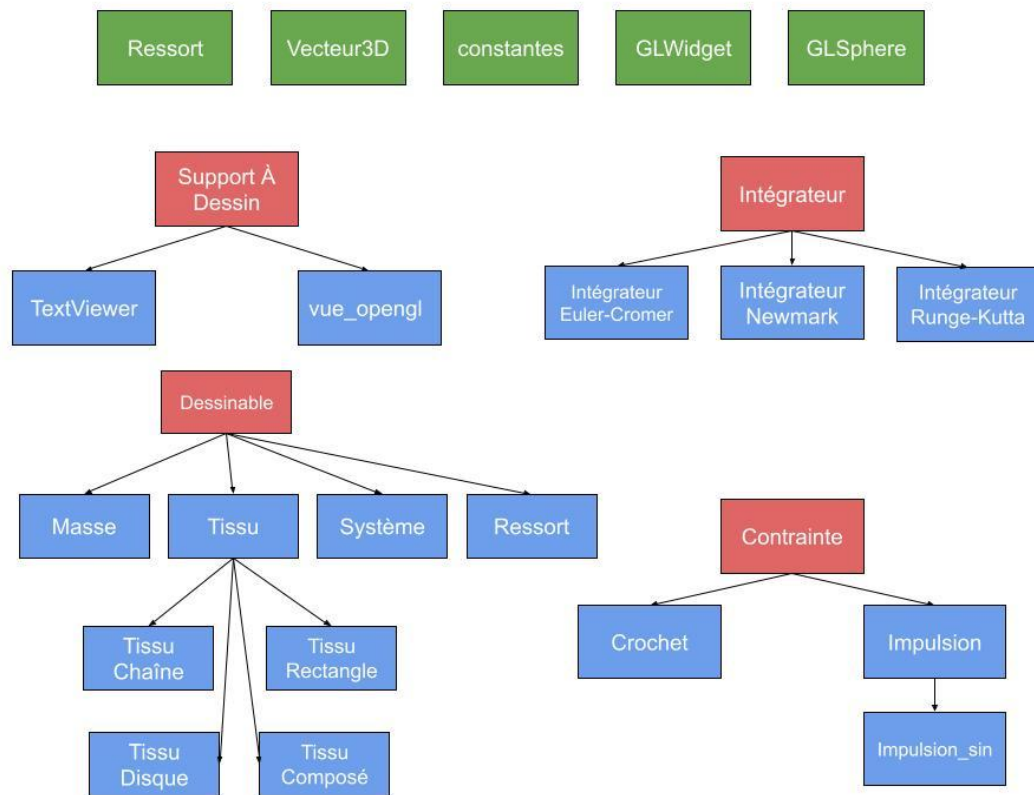 Ressort
Vecteur3D
constantes
GLWidget
GLSphere
Support À
Dessin
Intégrateur
TextViewer
vue_opengl
Intégrateur
Euler-Cromer
Intégrateur
Newmark
Intégrateur
Runge-Kutta
Dessinable
Masse
Tissu
Système
Ressort
Contrainte
Tissu
Chaîne
Tissu
Rectangle
Crochet
Impulsion
Tissu
Disque
Tissu
Composé
Impulsion_sin